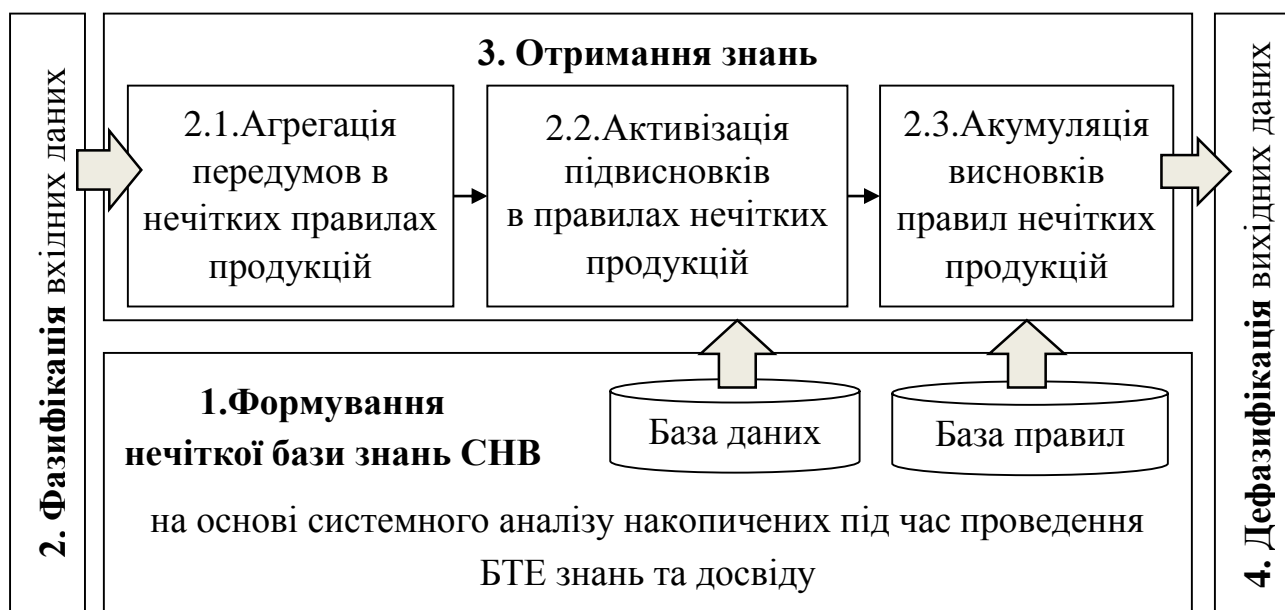 2. Фазифікація вхідних даних
3. Отримання знань
2.1.Агрегація
передумов в
нечітких правилах
продукцій
2.2.Активізація
підвисновків
в правилах нечітких
продукцій
2.3.Акумуляція
висновків
правил нечітких
продукцій
1.Формування
нечіткої бази знань СНВ
База даних
База правил
на основі системного аналізу накопичених під час проведення
БТЕ знань та досвіду
4. Дефазифікація вихідних даних